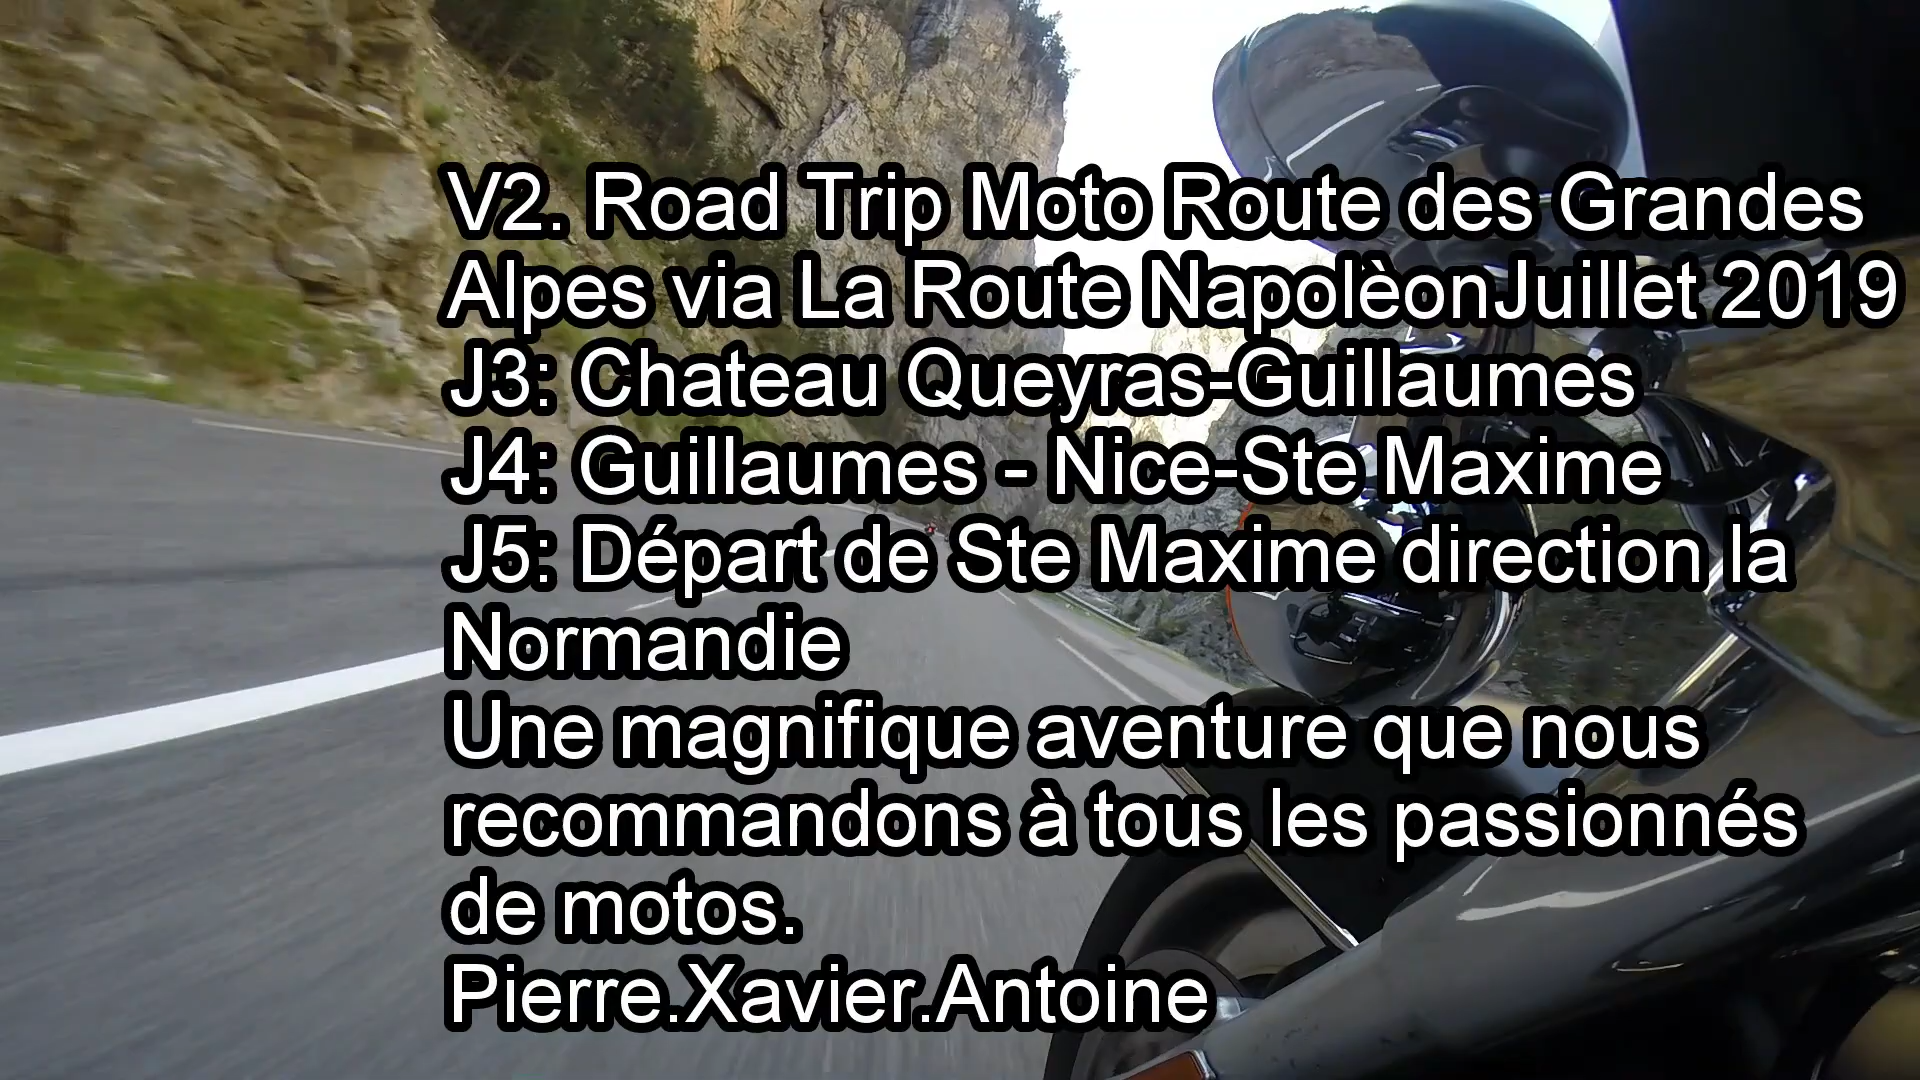 V2. Road Trip Moto Route des Grandes
Alpes via La Route NapolèonJuillet 2019
J3: Chateau Queyras-Guillaumes
J4: Guillaumes - Nice-Ste Maxime
J5: Départ de Ste Maxime direction la
Normandie
Une magnifique aventure que nous
recommandons à tous les passionnés
de motos.
Pierre.Xavier.Antoine